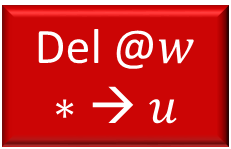 Del @𝑤
∗ → 𝑢